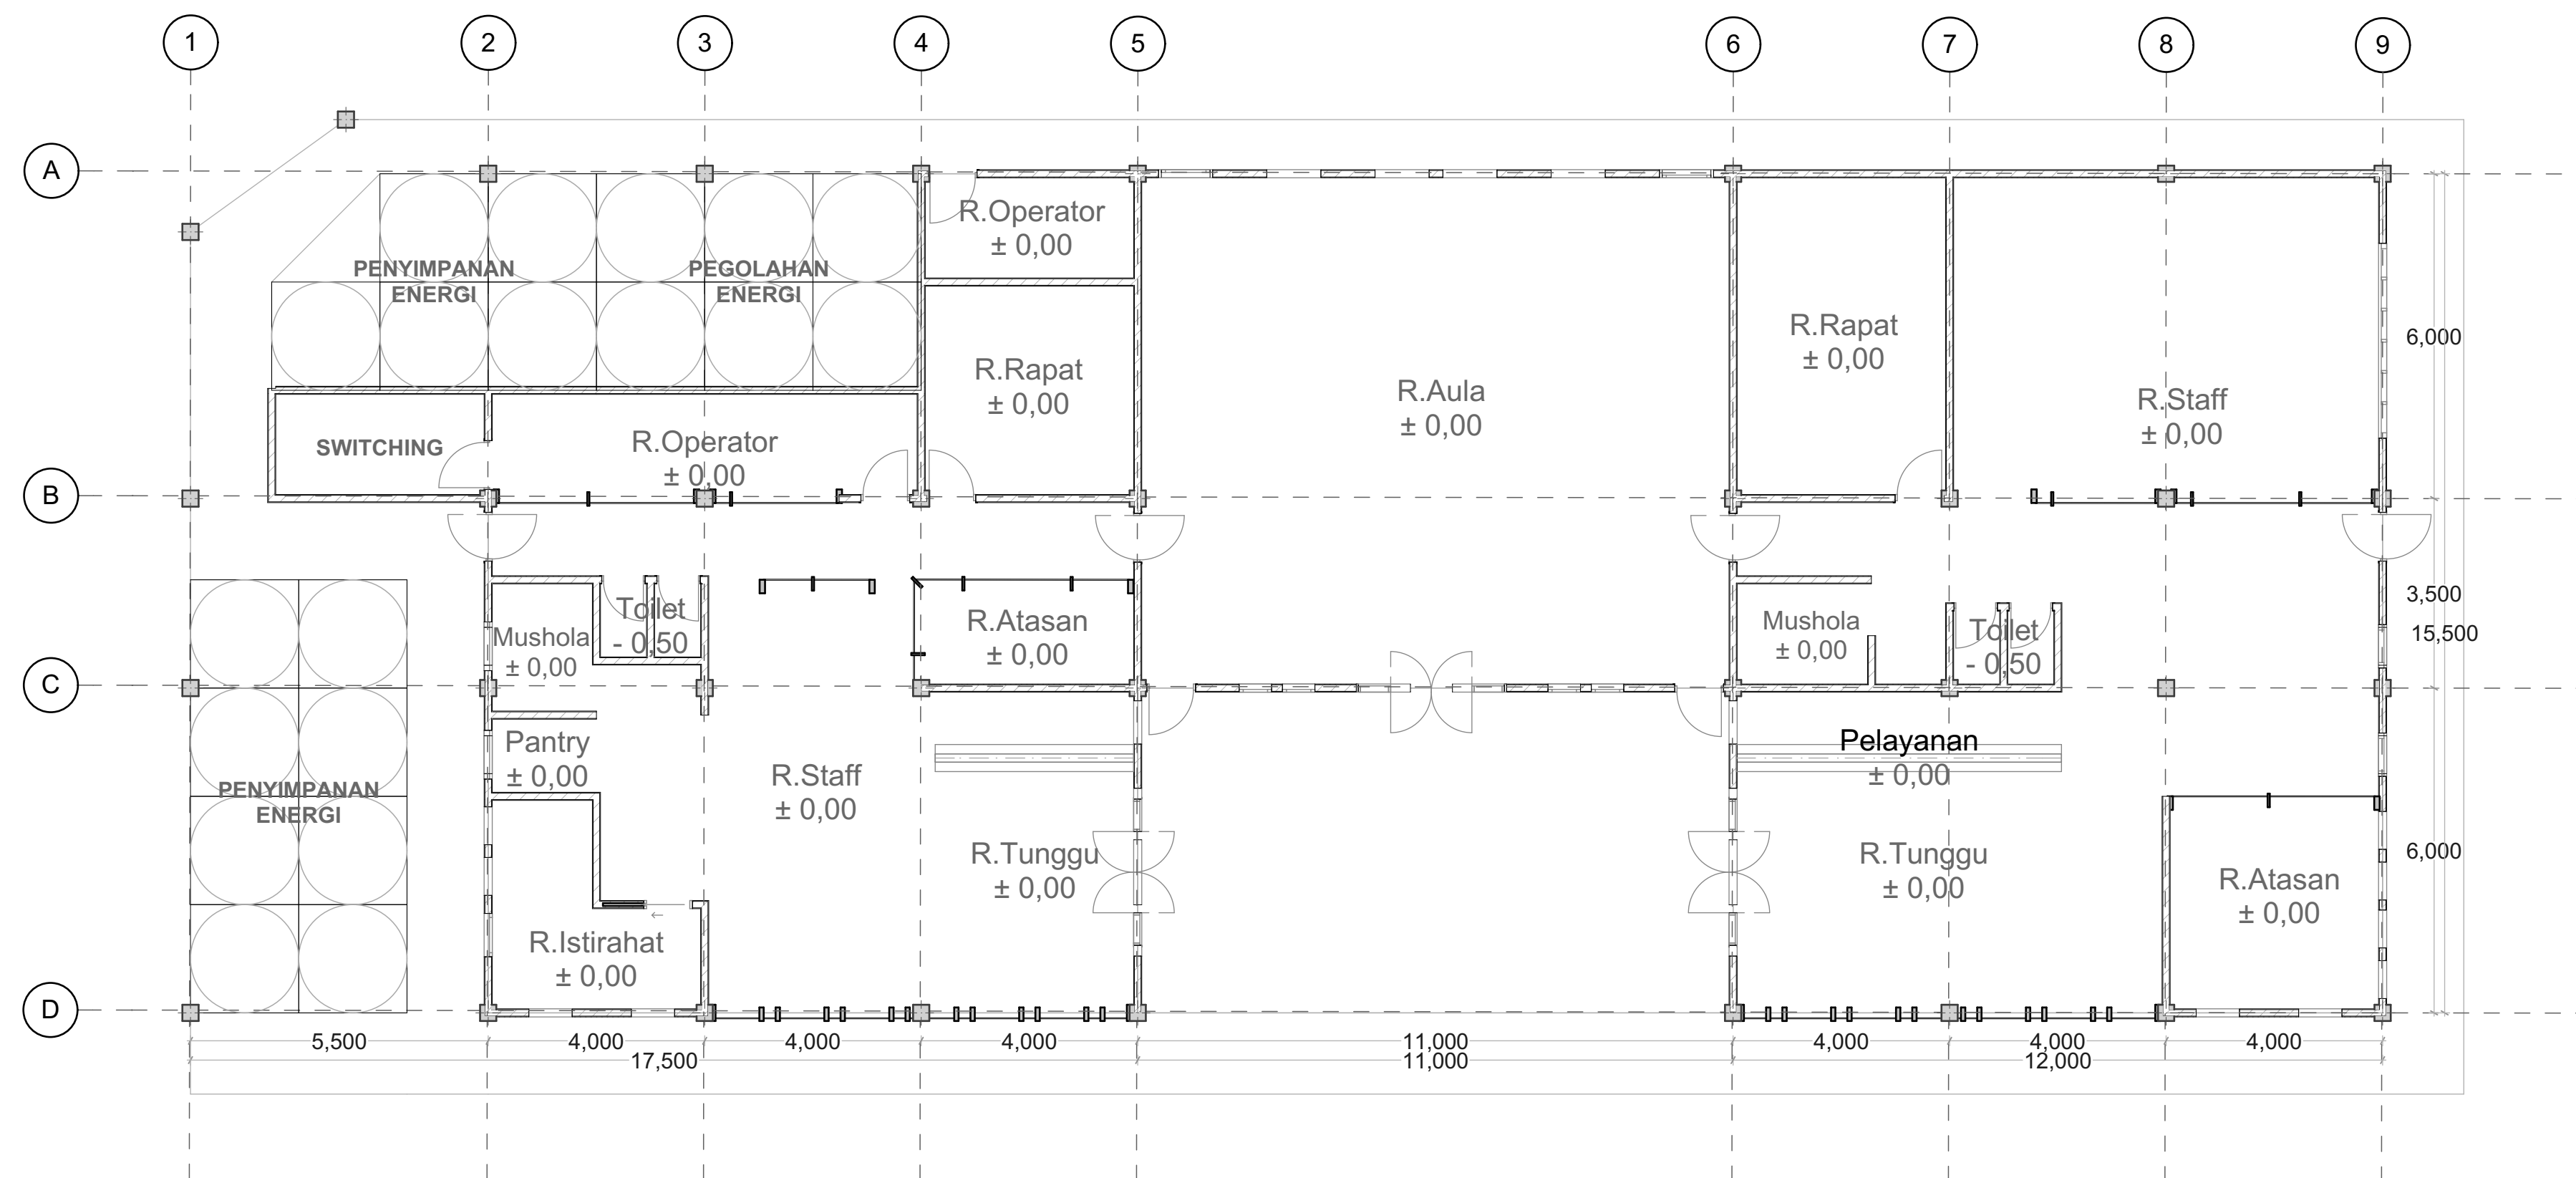 1
2
3
4
5
6
7
8
9
A
B
C
D
R.Operator
± 0,00
PENYIMPANAN
ENERGI
PEGOLAHAN
ENERGI
R.Rapat
± 0,00
R.Rapat
± 0,00
R.Aula
± 0,00
R.Staff
± 0,00
6,000
SWITCHING
R.Operator
± 0,00
Mushola
± 0,00
Toilet
- 0,50
R.Atasan
± 0,00
Mushola
± 0,00
Toilet
- 0,50
3,500
15,500
Pantry
± 0,00
R.Staff
± 0,00
Pelayanan
± 0,00
PENYIMPANAN
ENERGI
R.Tunggu
± 0,00
R.Tunggu
± 0,00
6,000
R.Atasan
± 0,00
R.Istirahat
± 0,00
5,500
4,000
4,000
4,000
11,000
4,000
4,000
4,000
17,500
11,000
12,000